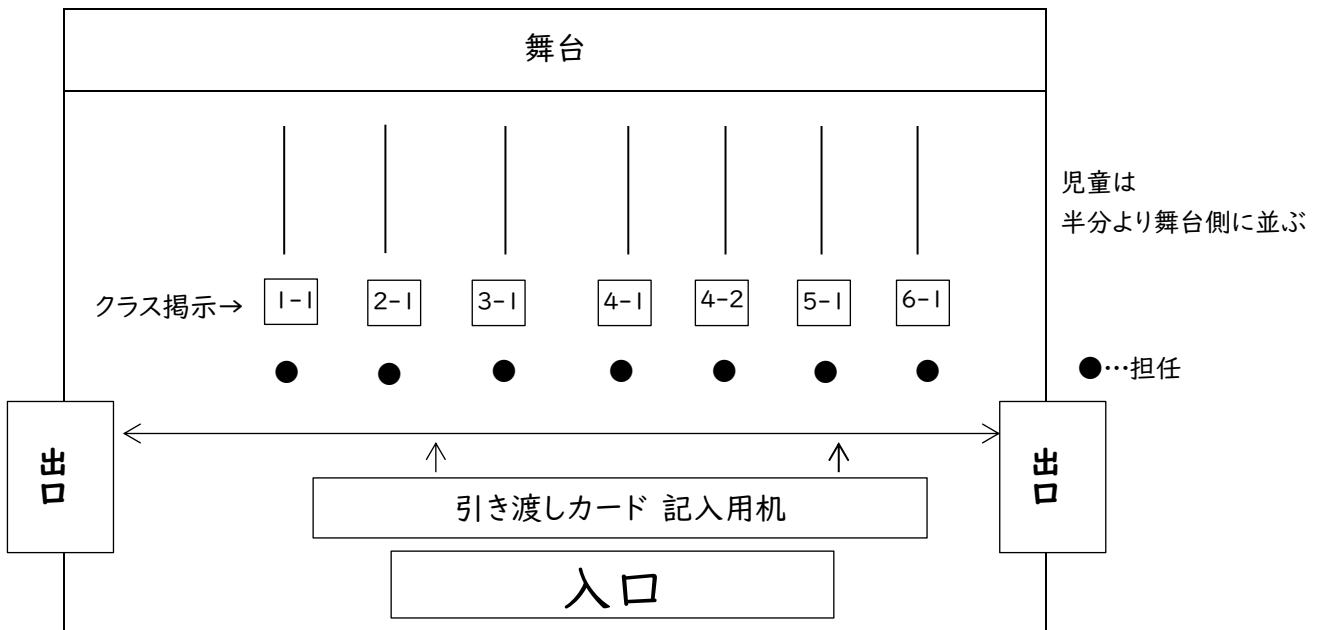 舞台
児童は
半分より舞台側に並ぶ
クラス掲示→ 1-1 2-1 3-1 4-1 4-2 5-1 6-1
●…担任
出口
出口
引き渡しカード 記入用机
入口